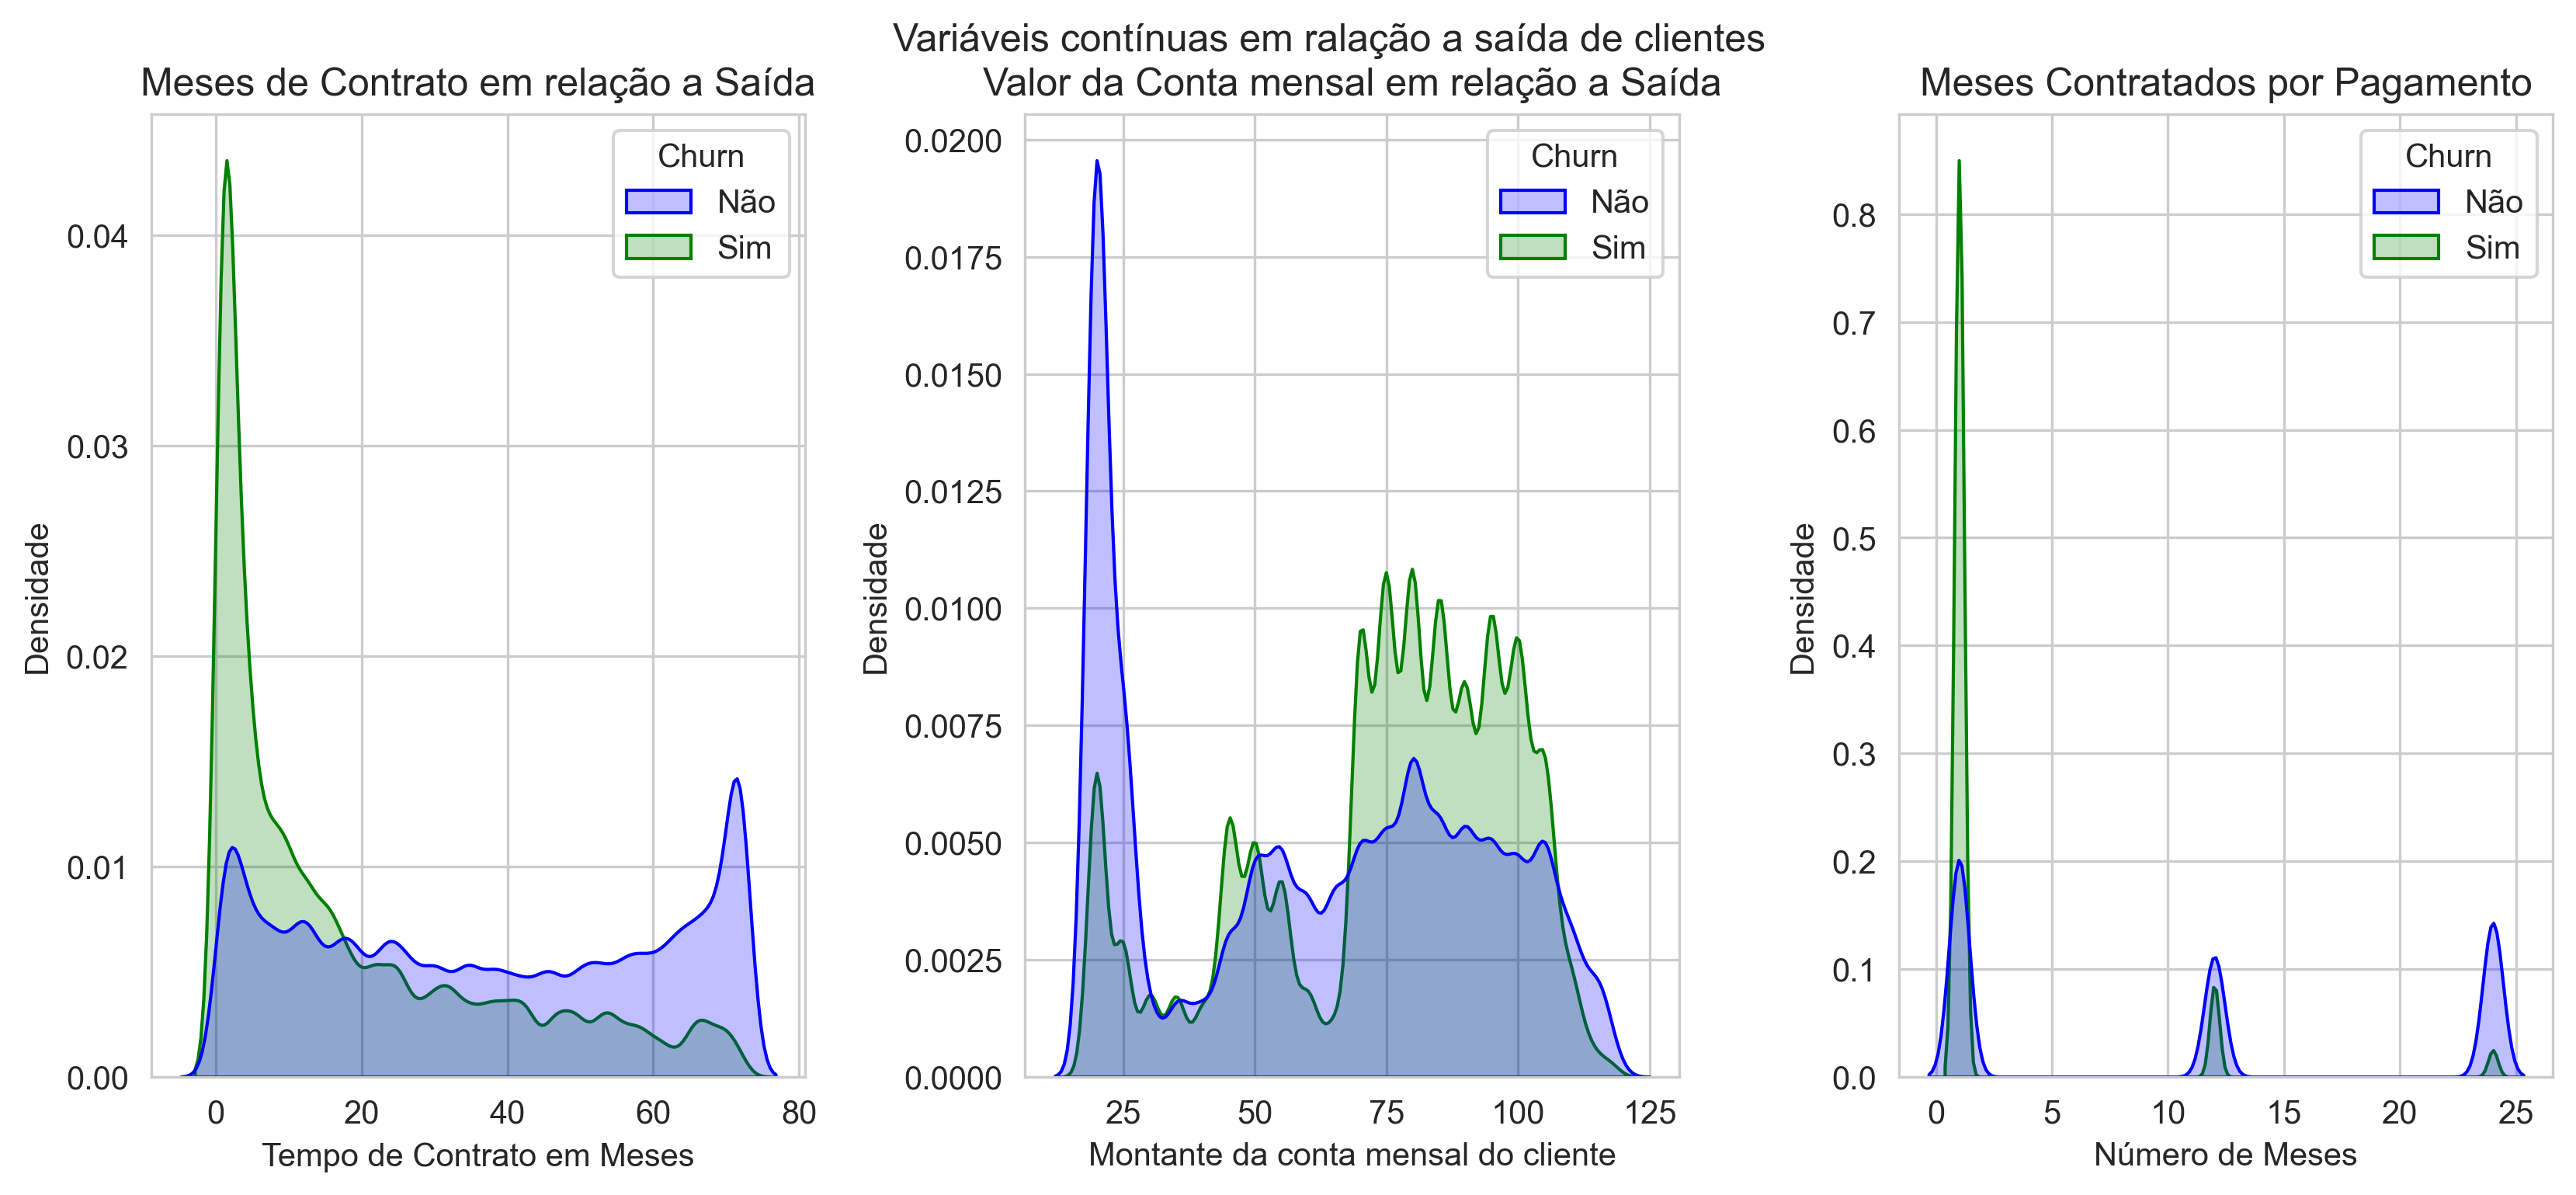 Variáveis contínuas em ralação a saída de clientes
Meses de Contrato em relação a Saída
Churn
Não
Sim
0.04
0.03
0.02
0.01
0.00
Densidade
0
20
40
60
80
Tempo de Contrato em Meses
Valor da Conta mensal em relação a Saída
Churn
Não
Sim
0.0200
0.0175
0.0150
0.0125
0.0100
0.0075
0.0050
0.0025
0.0000
Densidade
25
50
75
100
125
Montante da conta mensal do cliente
Meses Contratados por Pagamento
Churn
Não
Sim
0.8
0.7
0.6
0.5
0.4
0.3
0.2
0.1
0.0
Densidade
0
5
10
15
20
25
Número de Meses